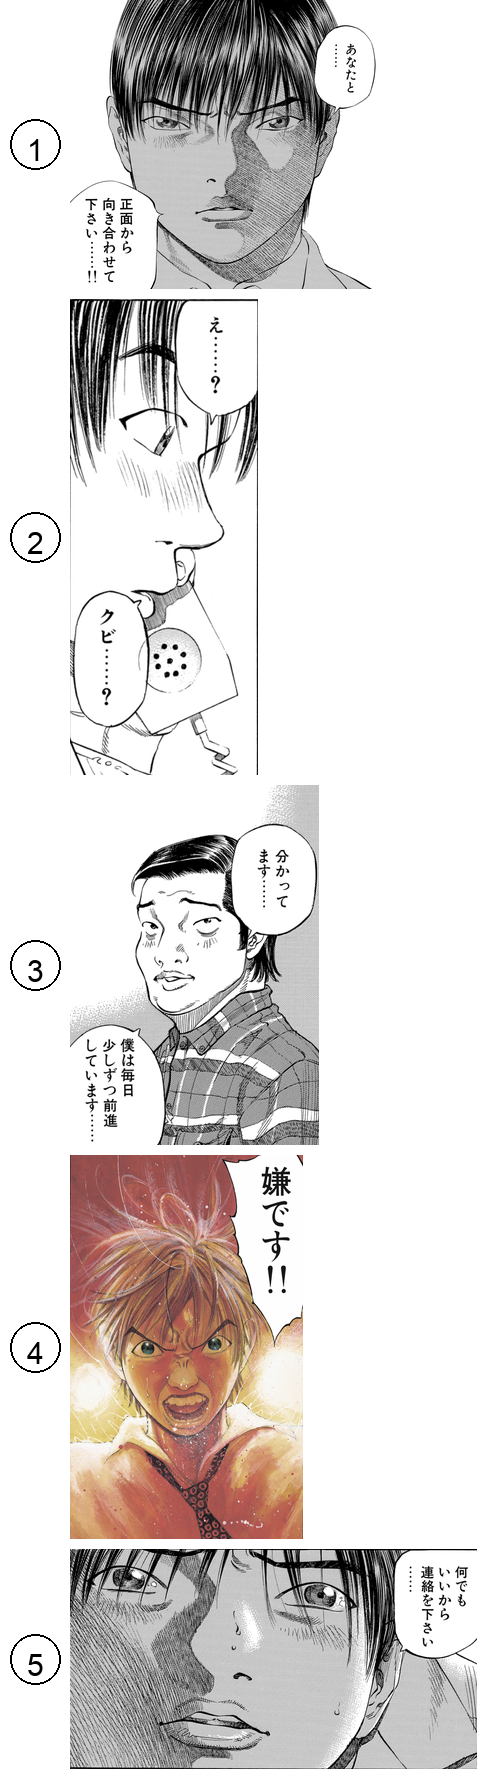 1
あなたと
……
正面から
向き合わせて
下さい……!!
2
え……?
クビ……?
3
分かって
ます……
僕は毎日
少しずつ前進
しています……
4
嫌です!!
5
何でも
いいから
連絡を下さい
……